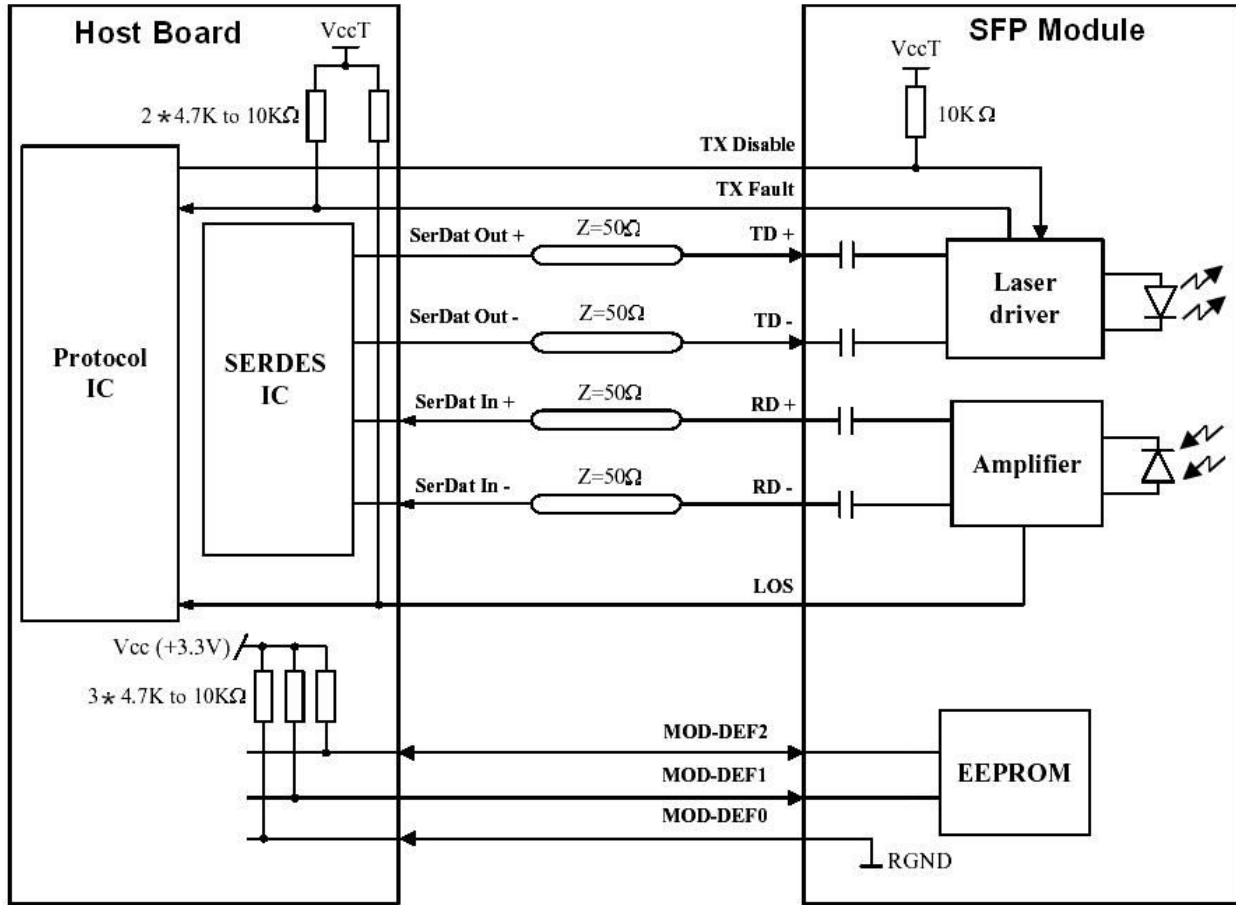 Host Board
SFP Module
VccT
VccT
2*4.7K to 10KΩ
10KΩ
TX Disable
TX Fault
SerDat Out +
Z=50Ω
TD +
SerDat Out -
Z=50Ω
TD -
Laser
driver
Protocol
IC
SERDES
IC
SerDat In +
Z=50Ω
RD +
SerDat In -
Z=50Ω
RD -
Amplifier
LOS
Vcc (+3.3V)
3*4.7K to 10KΩ
MOD-DEF2
MOD-DEF1
MOD-DEF0
EEPROM
RGND